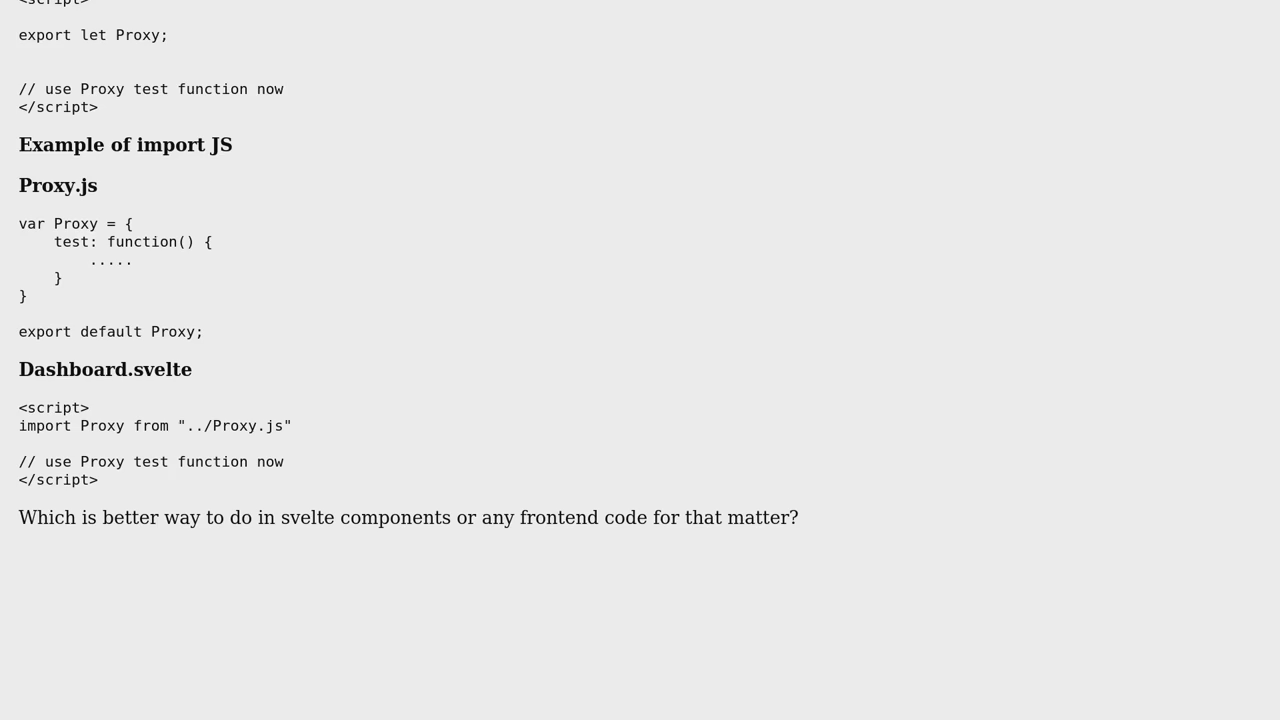 <script>
export let Proxy;
// use Proxy test function now
</script>
Example of import JS
Proxy.js
var Proxy = {
    test: function() {
        .....
    }
}
export default Proxy;
Dashboard.svelte
<script>
import Proxy from "../Proxy.js"
// use Proxy test function now
</script>
Which is better way to do in svelte components or any frontend code for that matter?